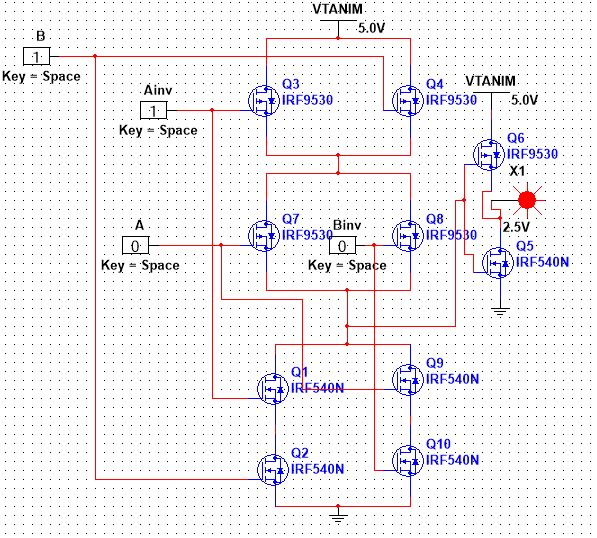 VTANIM
5.0V
B
1
Key = Space
Q3
IRF9530
Q4
IRF9530
Ainv
1
Key = Space
VTANIM
5.0V
Q6
IRF9530
X1
2.5V
A
0
Key = Space
Q7
IRF9530
Binv
0
Key = Space
Q8
IRF9530
Q5
IRF540N
Q1
IRF540N
Q9
IRF540N
Q2
IRF540N
Q10
IRF540N